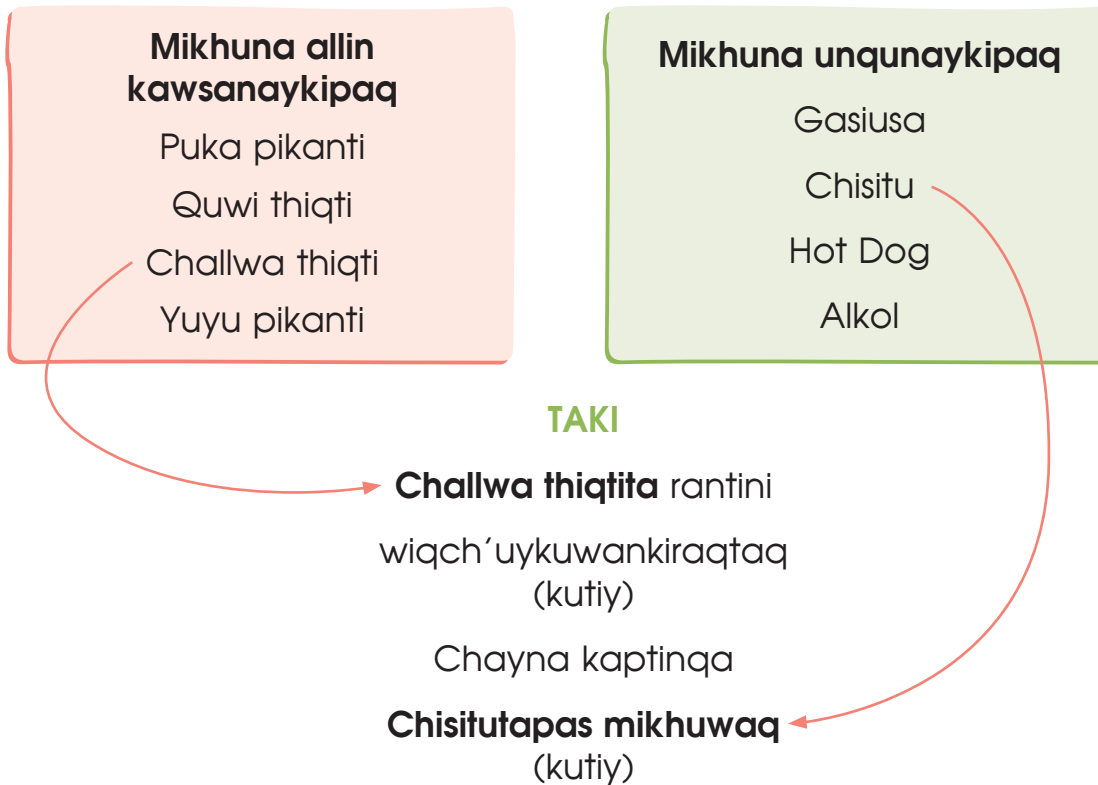 Mikhuna allin
kawsanaykipaq
Puka pikanti
Quwi thiqti
Challwa thiqti
Yuyu pikanti
Mikhuna unqunaykipaq
Gasiusa
Chisitu
Hot Dog
Alkol
TAKI
Challwa thiqtita rantini
wiqch´uykuwankiraqtaq
(kutiy)
Chayna kaptinqa
Chisitutapas mikhuwaq
(kutiy)